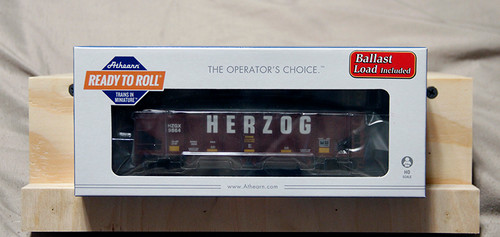 Athearn
READY TO ROLL
TRAINS IN
MINIATURE
THE OPERATOR'S CHOICE.™
Ballast
Load Included
HERZOG
HZGX
www.Athearn.com
HO
SCALE